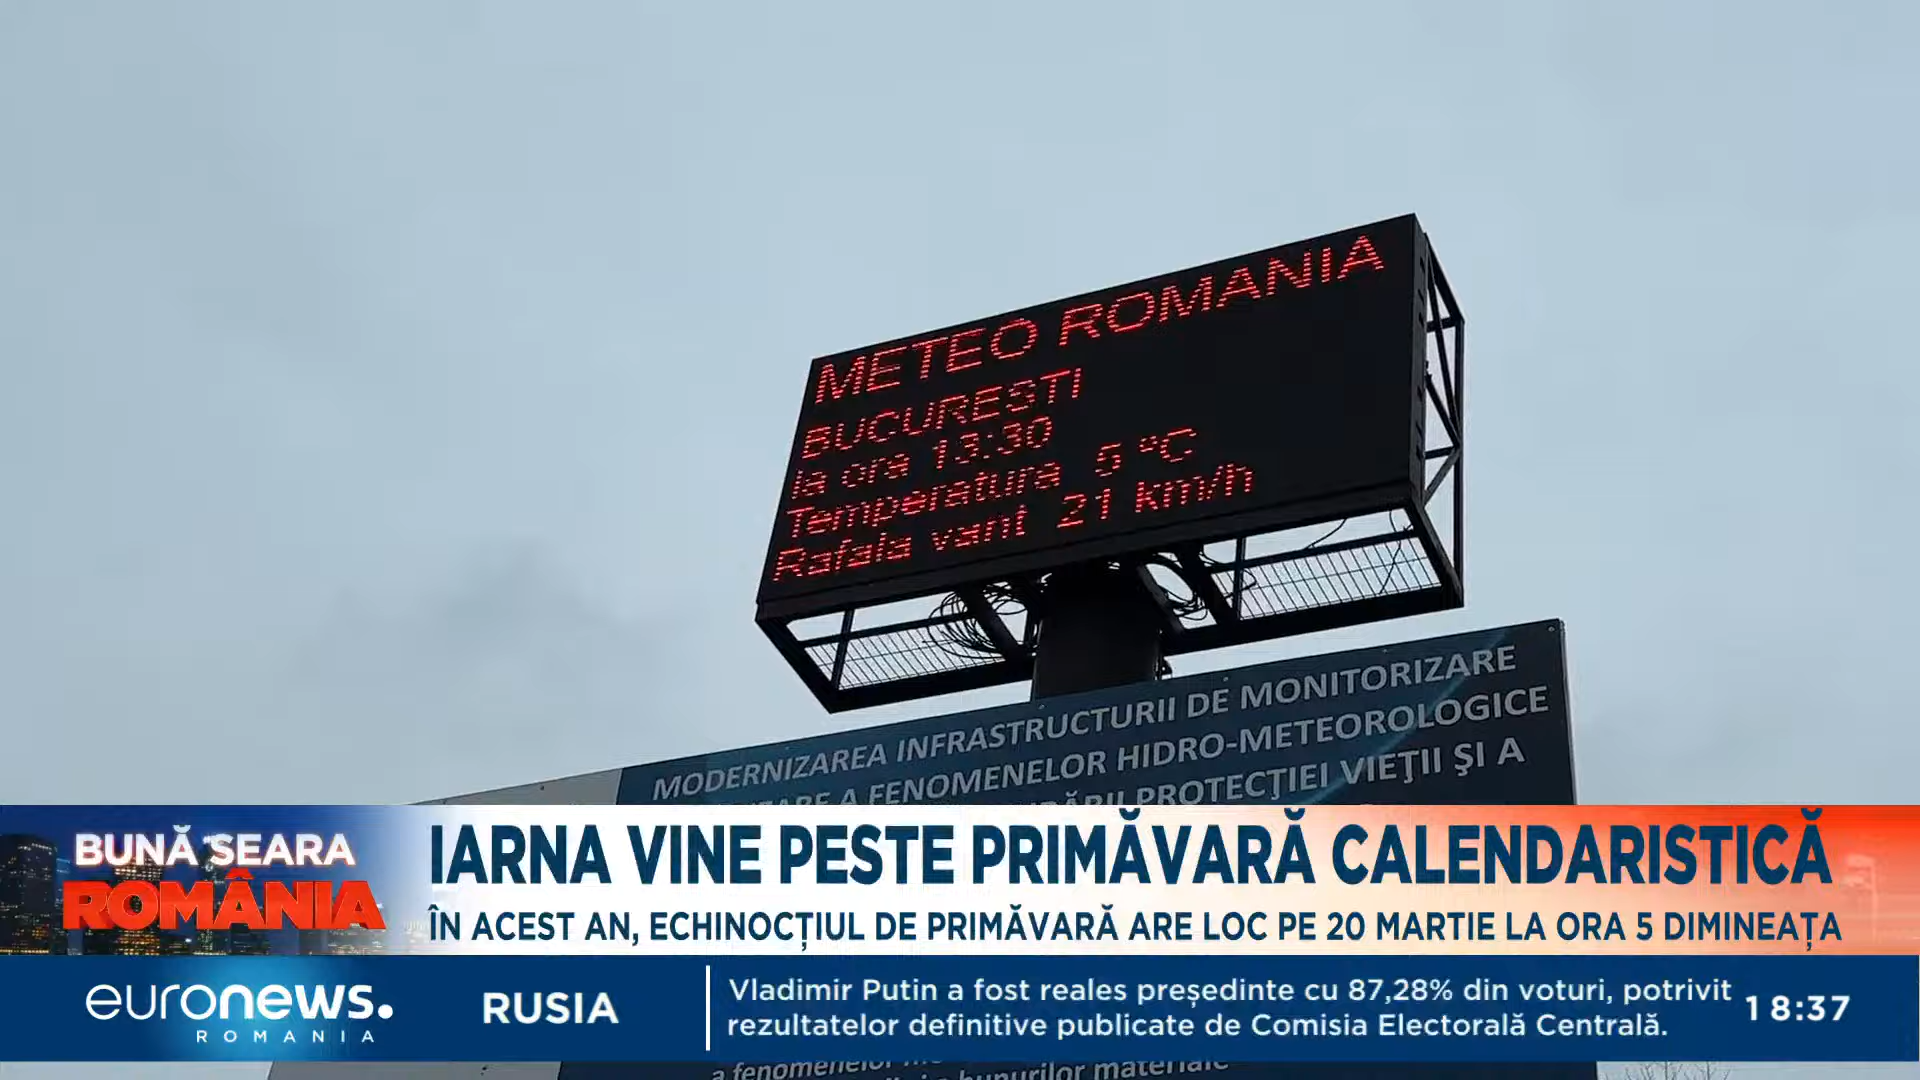 METEO ROMANIA
BUCURESTI
la ora 13:30
Temperatura 5 °C
Rafala vant 21 km/h
MODERNIZAREA INFRASTRUCTURII DE MONITORIZARE
A FENOMENELOR HIDRO-METEOROLOGICE
PROTECŢIEI VIEŢII ŞI A
BUNĂ SEARA
ROMÂNIA
IARNA VINE PESTE PRIMĂVARĂ CALENDARISTICĂ
ÎN ACEST AN, ECHINOCȚIUL DE PRIMĂVARĂ ARE LOC PE 20 MARTIE LA ORA 5 DIMINEAȚA
euronews.
ROMANIA
RUSIA
Vladimir Putin a fost reales președinte cu 87,28% din voturi, potrivit
rezultatelor definitive publicate de Comisia Electorală Centrală.
18:37
a fenomenelor
bunurilor materiale